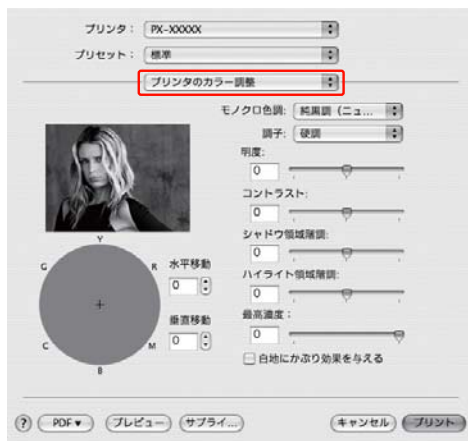 プリンタ： PX-XXXXX
プリセット： 標準
プリンタのカラー調整
モノクロ色調: 純黒調（ニュ...
調子: 硬調
明度:
0
コントラスト:
0
シャドウ領域階調:
0
ハイライト領域階調:
0
最高濃度：
0
白地にかぶり効果を与える
Y
G R
C M
B
水平移動
0
垂直移動
0
? PDF▼ プレビュー サプライ... キャンセル プリント